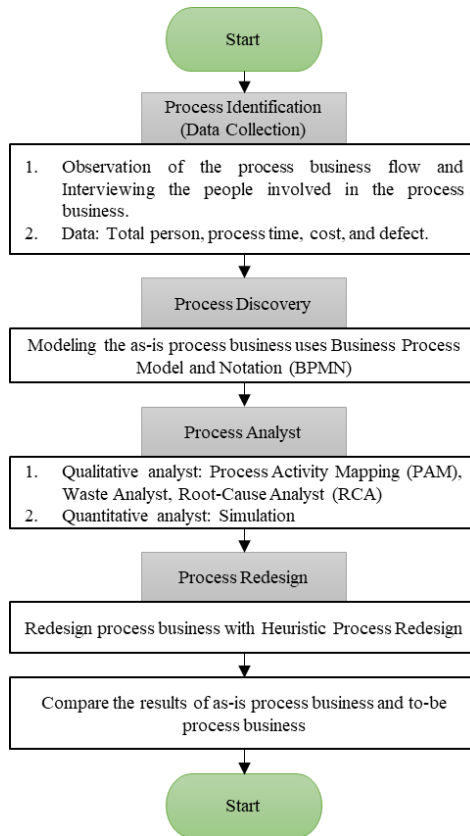 Start
Process Identification
(Data Collection)
1. Observation of the process business flow and
Interviewing the people involved in the process
business.
2. Data: Total person, process time, cost, and defect.
Process Discovery
Modeling the as-is process business uses Business Process
Model and Notation (BPMN)
Process Analyst
1. Qualitative analyst: Process Activity Mapping (PAM),
Waste Analyst, Root-Cause Analyst (RCA)
2. Quantitative analyst: Simulation
Process Redesign
Redesign process business with Heuristic Process Redesign
Compare the results of as-is process business and to-be
process business
Start